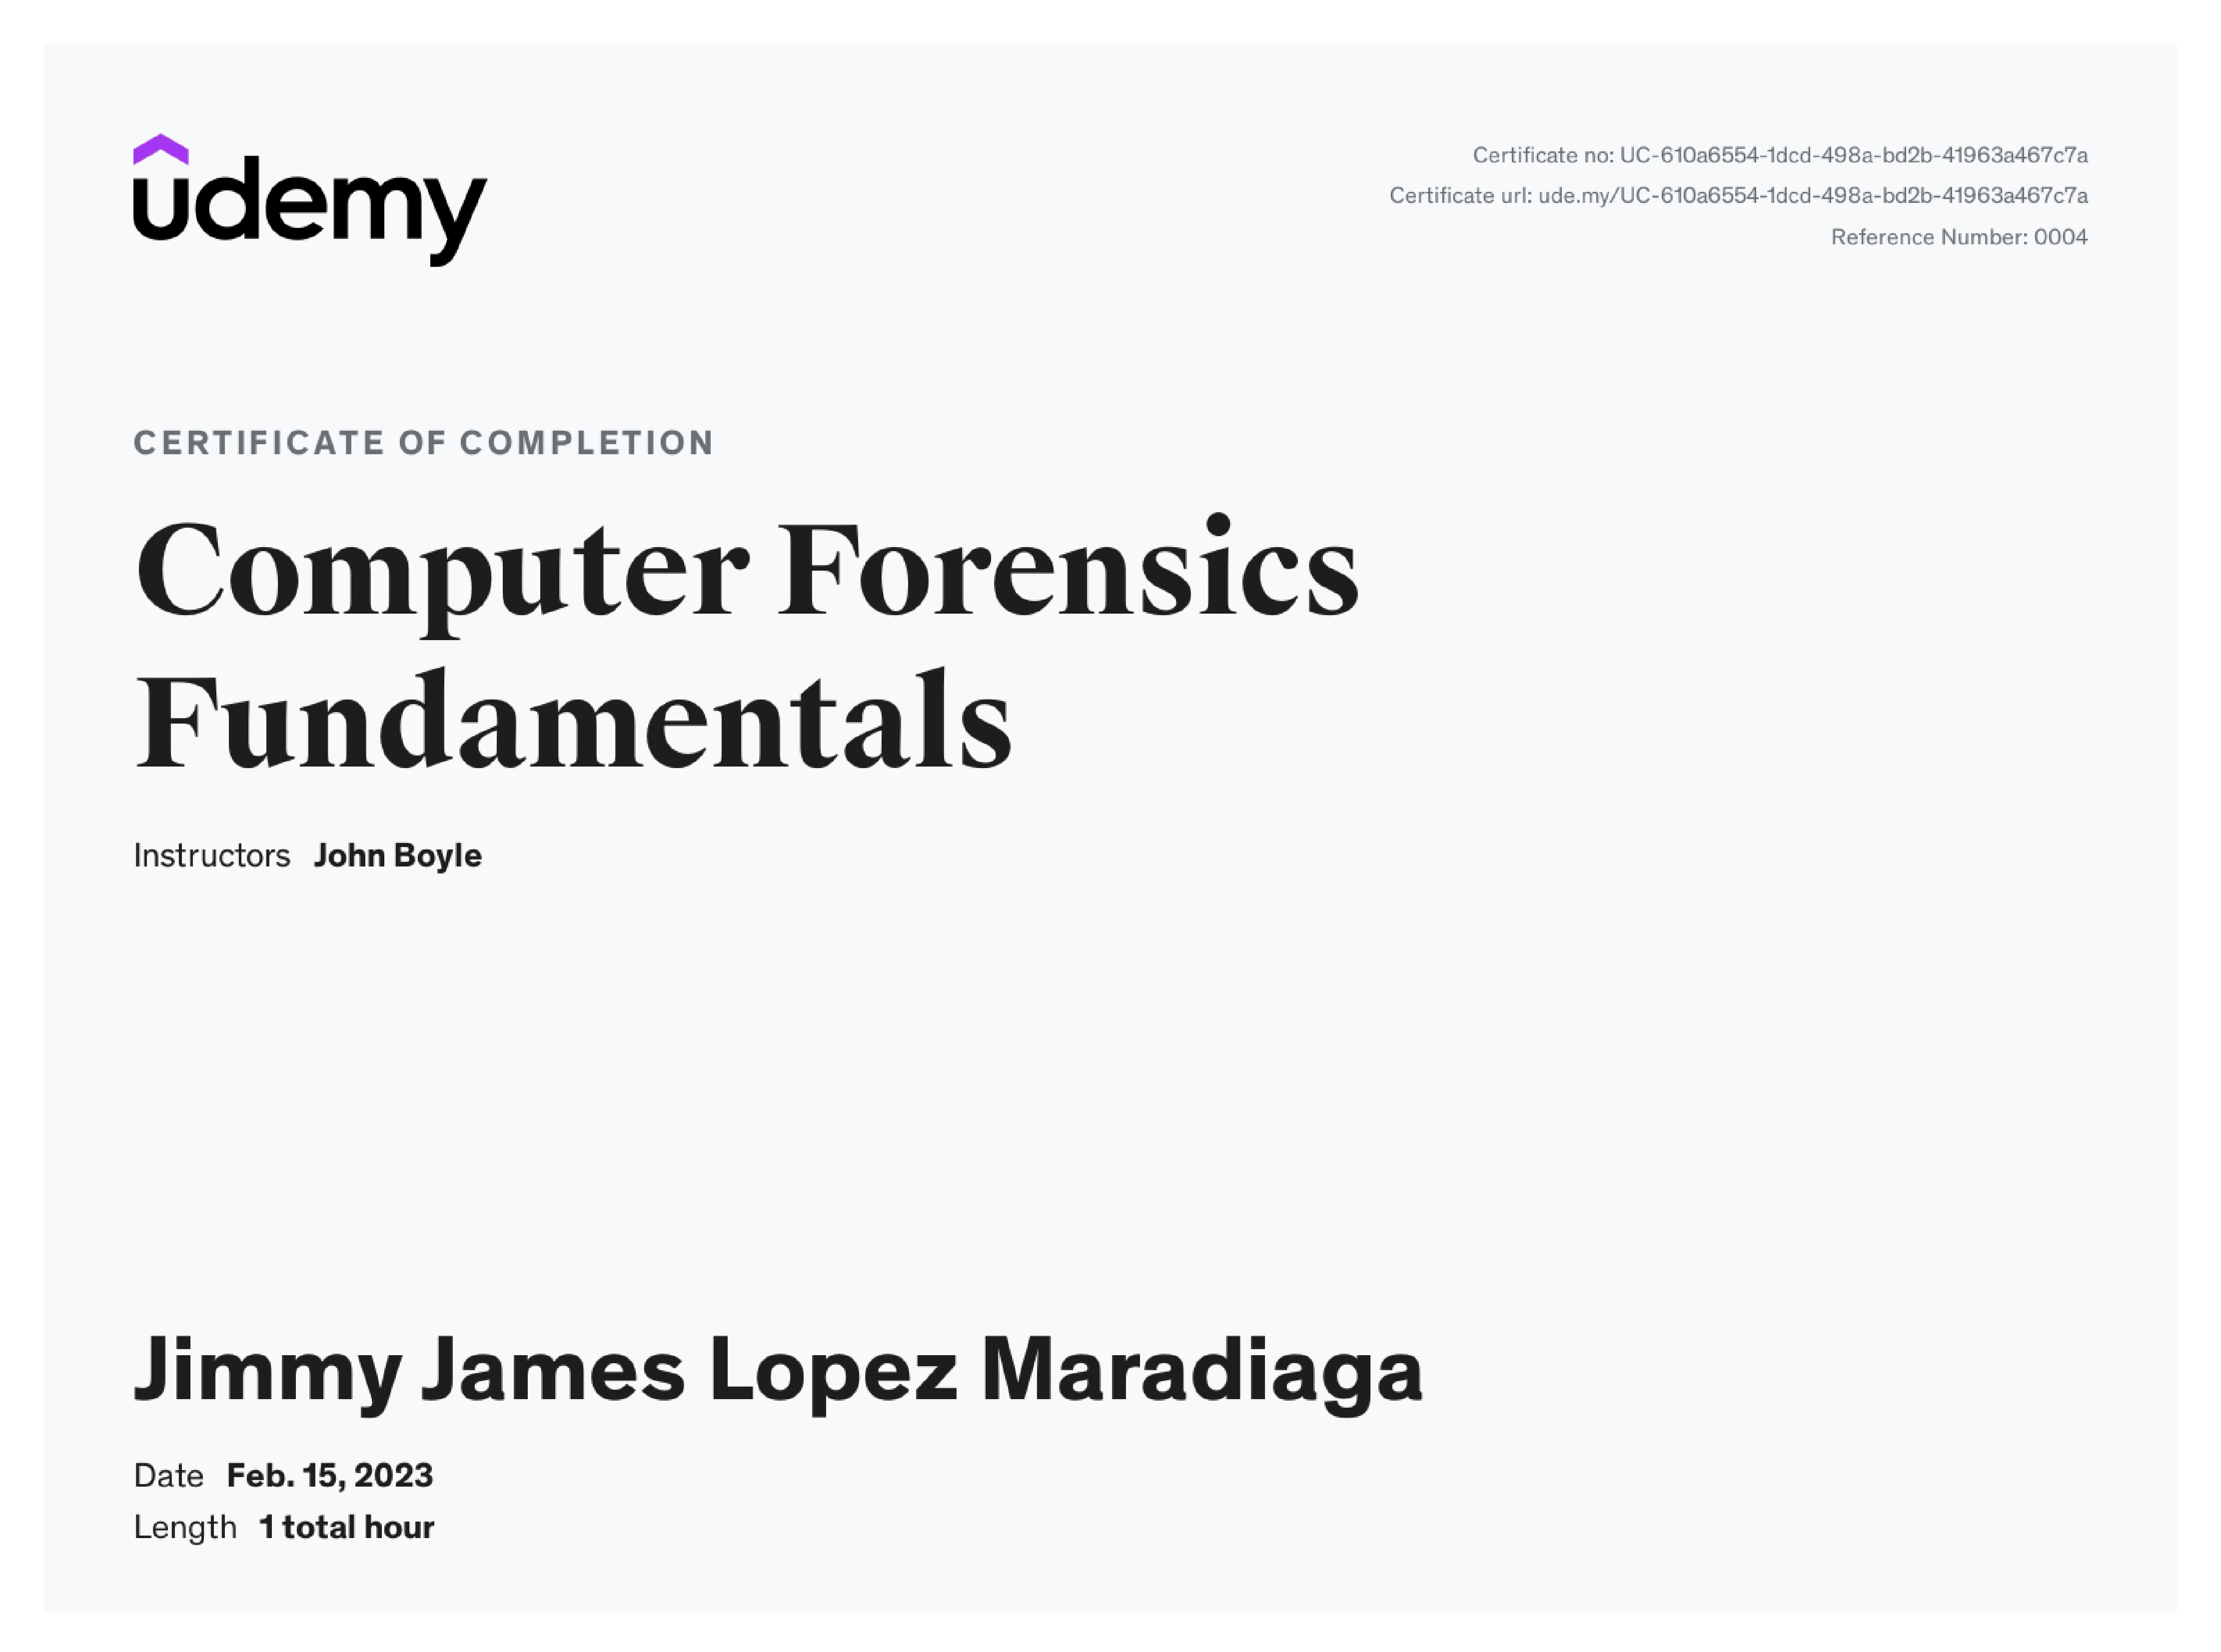 udemy
Certificate no: UC-610a6554-1dcd-498a-bd2b-41963a467c7a
Certificate url: ude.my/UC-610a6554-1dcd-498a-bd2b-41963a467c7a
Reference Number: 0004
CERTIFICATE OF COMPLETION
Computer Forensics
Fundamentals
Instructors John Boyle
Jimmy James Lopez Maradiaga
Date Feb. 15, 2023
Length 1 total hour